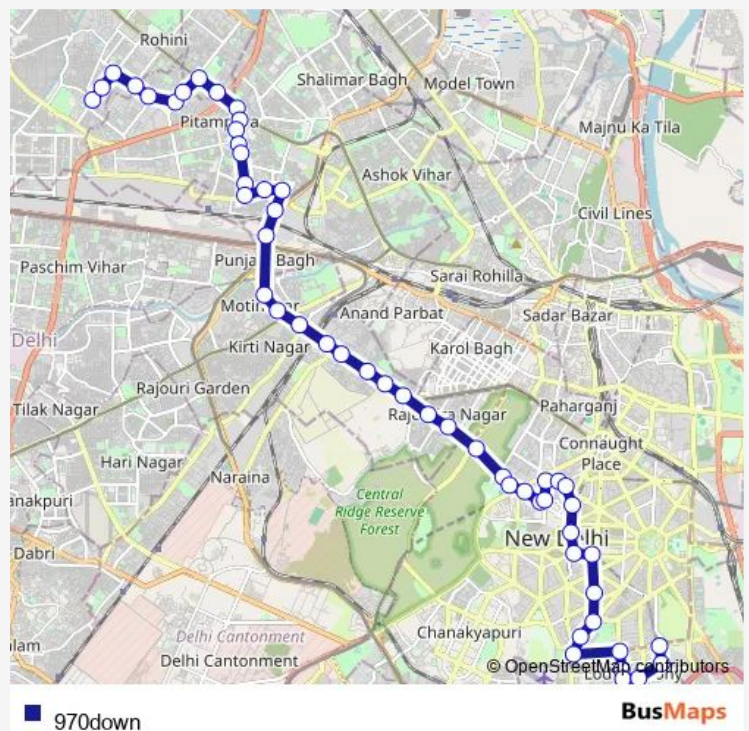 Rohini
Shalimar Bagh
Model Town
Majnu Ka Tila
Ashok Vihar
Civil Lines
Paschim Vihar
Sarai Rohilla
Anand Parbat
Sadar Bazar
Delhi
Kirti Nagar
Karol Bagh
Rajouri Garden
Tilak Nagar
Paharganj
Connaught
Place
Hari Nagar
Naraina
anakpuri
Central
Ridge Reserve
Forest
Dabri
Chanakyapuri
Delhi Cantonment
Delhi Cantonment
© OpenStreetMap contributors
970down
BusMaps